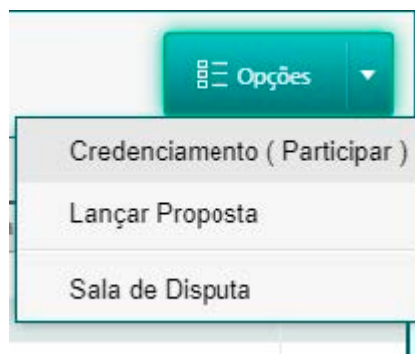 Opções
Credenciamento ( Participar )
Lançar Proposta
Sala de Disputa